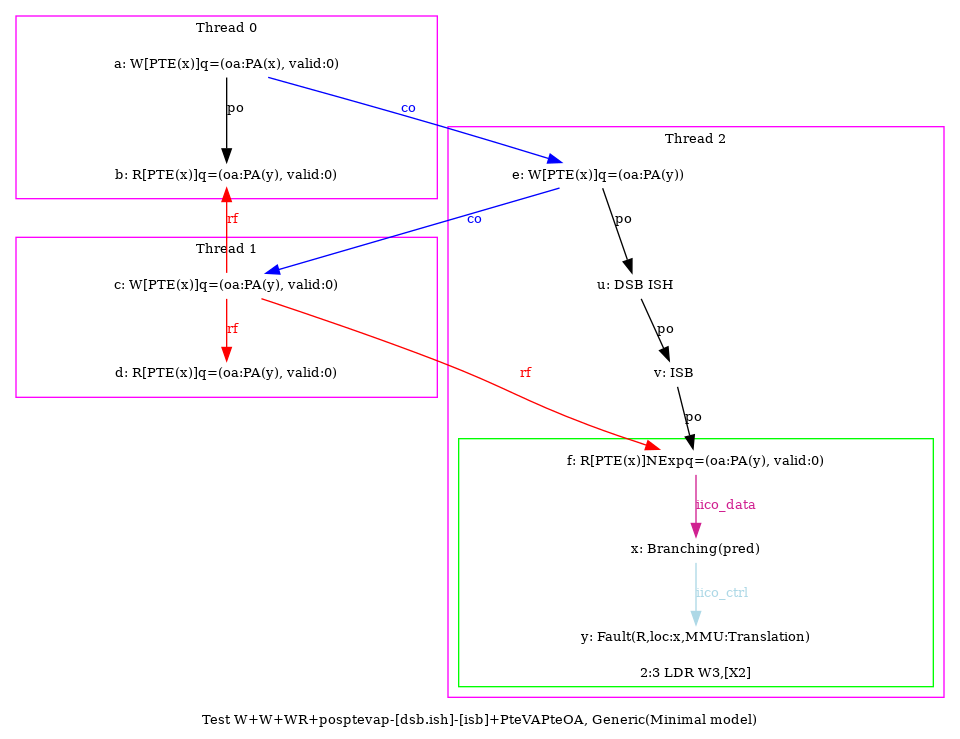 Thread 0
a: W[PTE(x)]q=(oa:PA(x), valid:0)
po
co
Thread 2
b: R[PTE(x)]q=(oa:PA(y), valid:0)
e: W[PTE(x)]q=(oa:PA(y))
rf
co
po
Thread 1
c: W[PTE(x)]q=(oa:PA(y), valid:0)
u: DSB ISH
rf
po
d: R[PTE(x)]q=(oa:PA(y), valid:0)
rf
v: ISB
po
f: R[PTE(x)]NExpq=(oa:PA(y), valid:0)
iico_data
x: Branching(pred)
iico_ctrl
y: Fault(R,loc:x,MMU:Translation)
2:3 LDR W3,[X2]
Test W+W+WR+posptevap-[dsb.ish]-[isb]+PteVAPteOA, Generic(Minimal model)